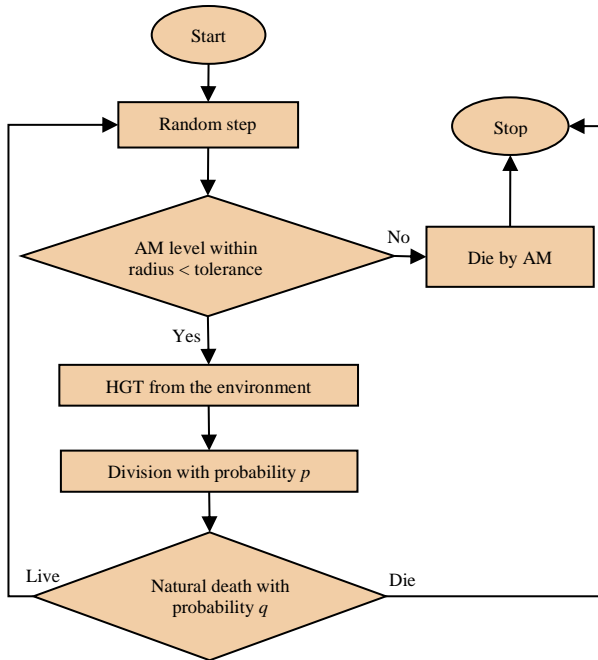 Start
Random step
Stop
AM level within
radius < tolerance
No
Die by AM
Yes
HGT from the environment
Division with probability p
Live
Natural death with
probability q
Die